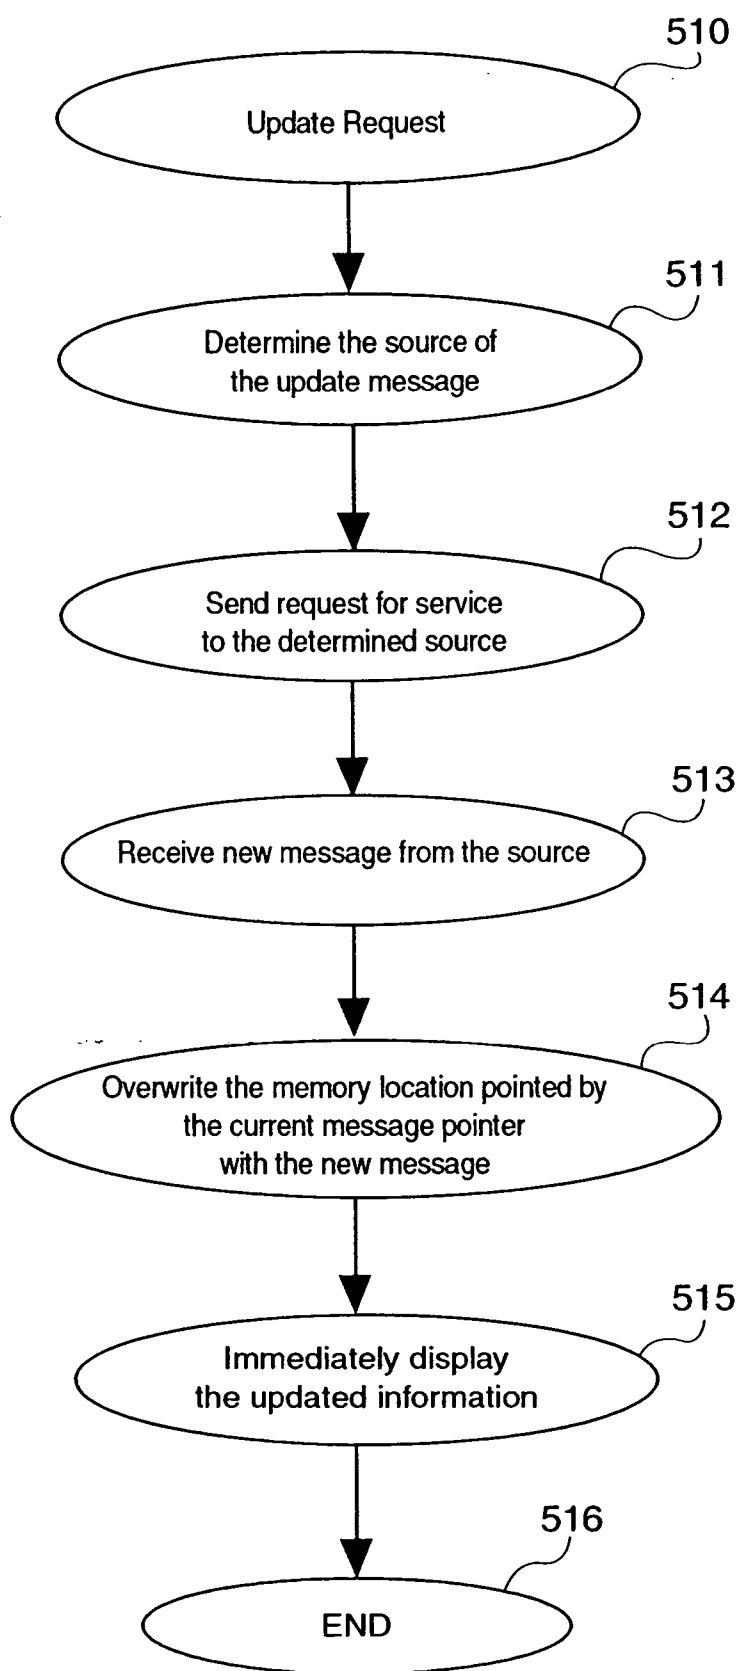 510
Update Request
511
Determine the source of
the update message
512
Send request for service
to the determined source
513
Receive new message from the source
514
Overwrite the memory location pointed by
the current message pointer
with the new message
515
Immediately display
the updated information
516
END